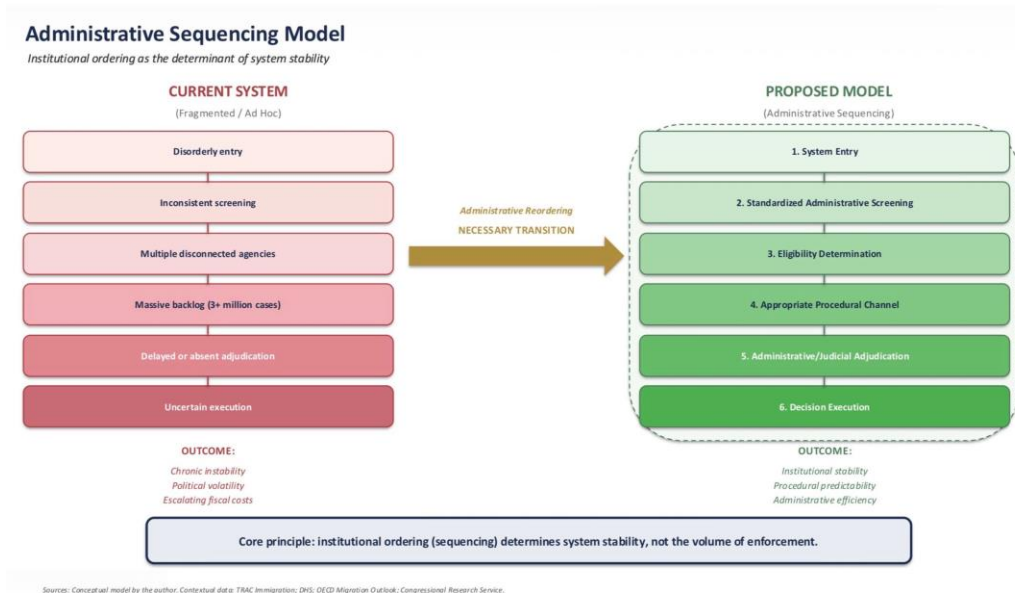 Administrative Sequencing Model
Institutional ordering as the determinant of system stability
CURRENT SYSTEM
(Fragmented / Ad Hoc)
Disorderly entry
Inconsistent screening
Multiple disconnected agencies
Massive backlog (3+ million cases)
Delayed or absent adjudication
Uncertain execution
OUTCOME:
Chronic instability
Political volatility
Escalating fiscal costs
Administrative Reordering
NECESSARY TRANSITION
PROPOSED MODEL
(Administrative Sequencing)
1. System Entry
2. Standardized Administrative Screening
3. Eligibility Determination
4. Appropriate Procedural Channel
5. Administrative/Judicial Adjudication
6. Decision Execution
OUTCOME:
Institutional stability
Procedural predictability
Administrative efficiency
Core principle: institutional ordering (sequencing) determines system stability, not the volume of enforcement.
Sources: Conceptual model by the author. Contextual data: TRAC Immigration; DHS; OECD Migration Outlook; Congressional Research Service.